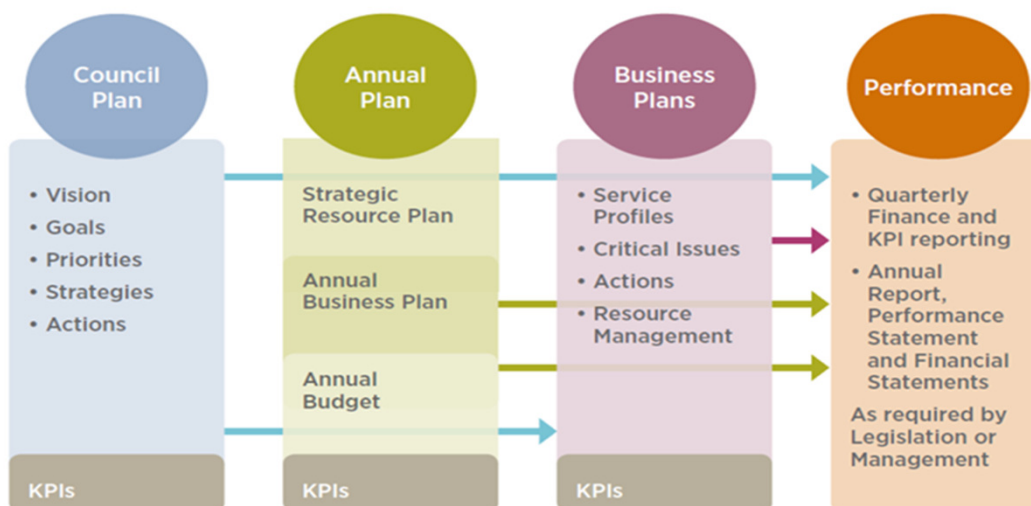 Council
Plan
• Vision
• Goals
• Priorities
• Strategies
• Actions
KPIs
Annual
Plan
Strategic
Resource Plan
Annual
Business Plan
Annual
Budget
KPIs
Business
Plans
• Service
Profiles
• Critical Issues
• Actions
• Resource
Management
KPIs
Performance
• Quarterly
Finance and
KPI reporting
• Annual
Report,
Performance
Statement
and Financial
Statements
As required by
Legislation or
Management